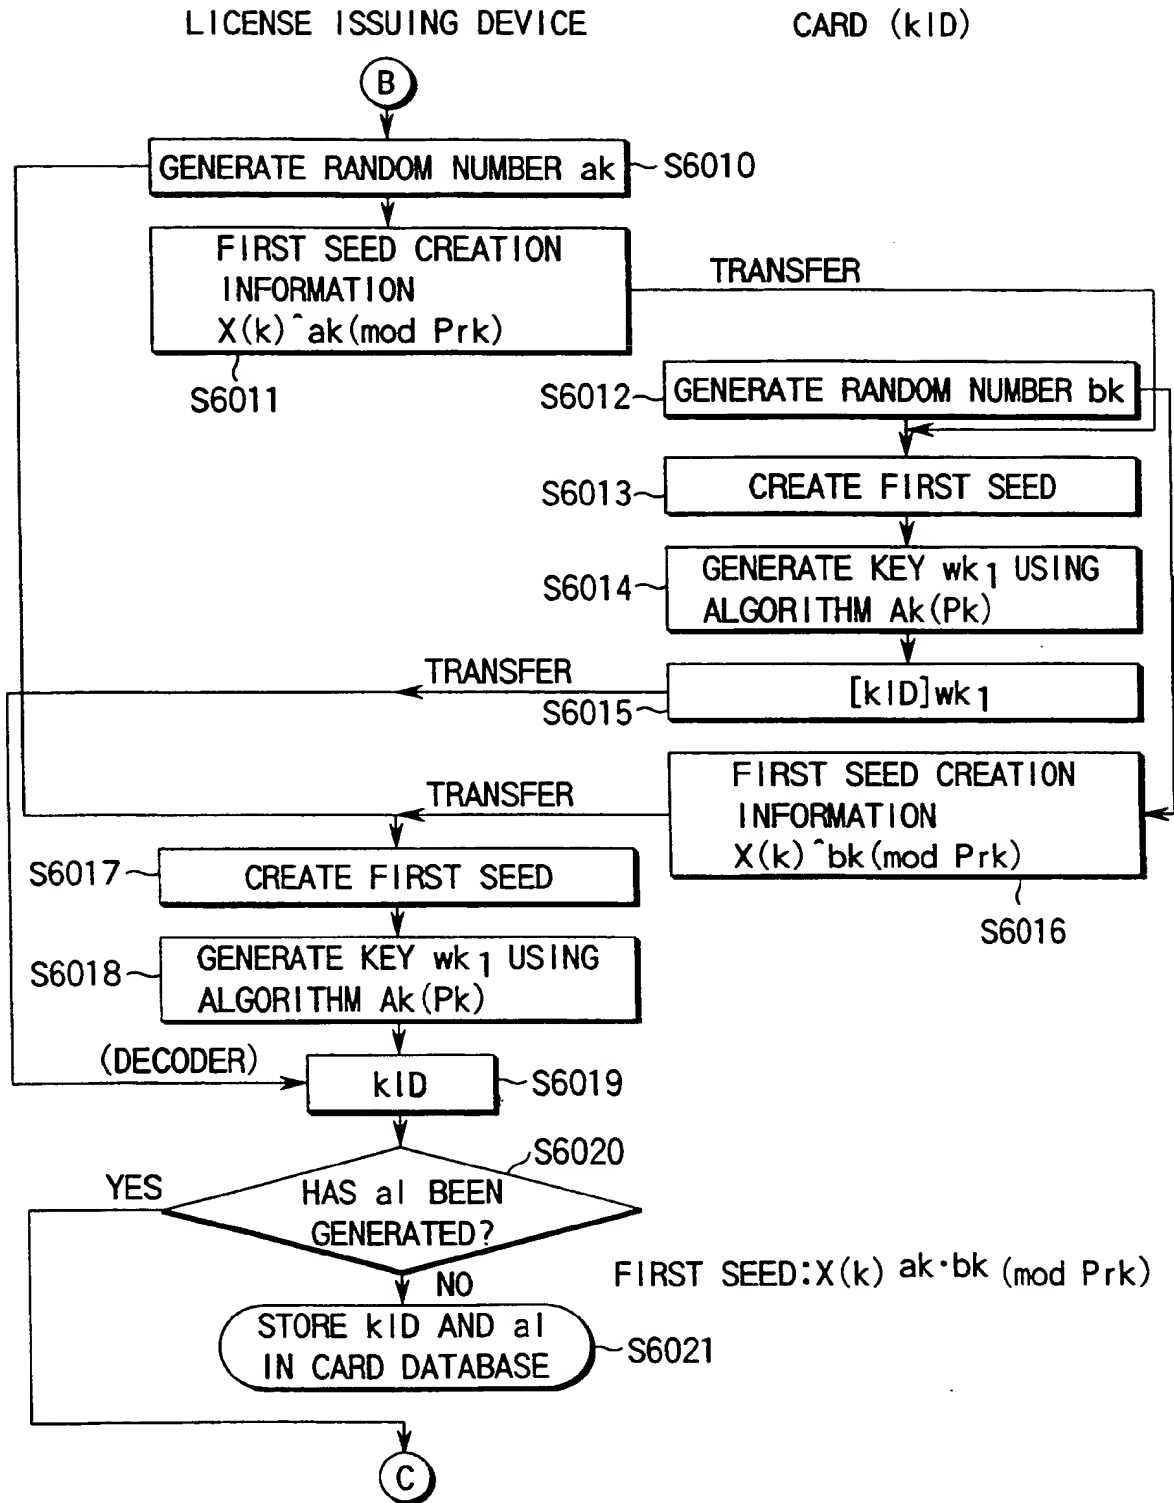 LICENSE ISSUING DEVICE
CARD (kID)
B
GENERATE RANDOM NUMBER ak
S6010
FIRST SEED CREATION
INFORMATION
X(k)^ak(mod Prk)
S6011
TRANSFER
S6012
GENERATE RANDOM NUMBER bk
S6013
CREATE FIRST SEED
S6014
GENERATE KEY wk1 USING
ALGORITHM Ak(Pk)
TRANSFER
S6015
[kID]wk1
TRANSFER
FIRST SEED CREATION
INFORMATION
X(k)^bk(mod Prk)
S6016
S6017
CREATE FIRST SEED
S6018
GENERATE KEY wk1 USING
ALGORITHM Ak(Pk)
(DECODER)
kID
S6019
S6020
YES
HAS al BEEN
GENERATED?
NO
FIRST SEED:X(k) ak·bk (mod Prk)
STORE kID AND al
IN CARD DATABASE
S6021
C